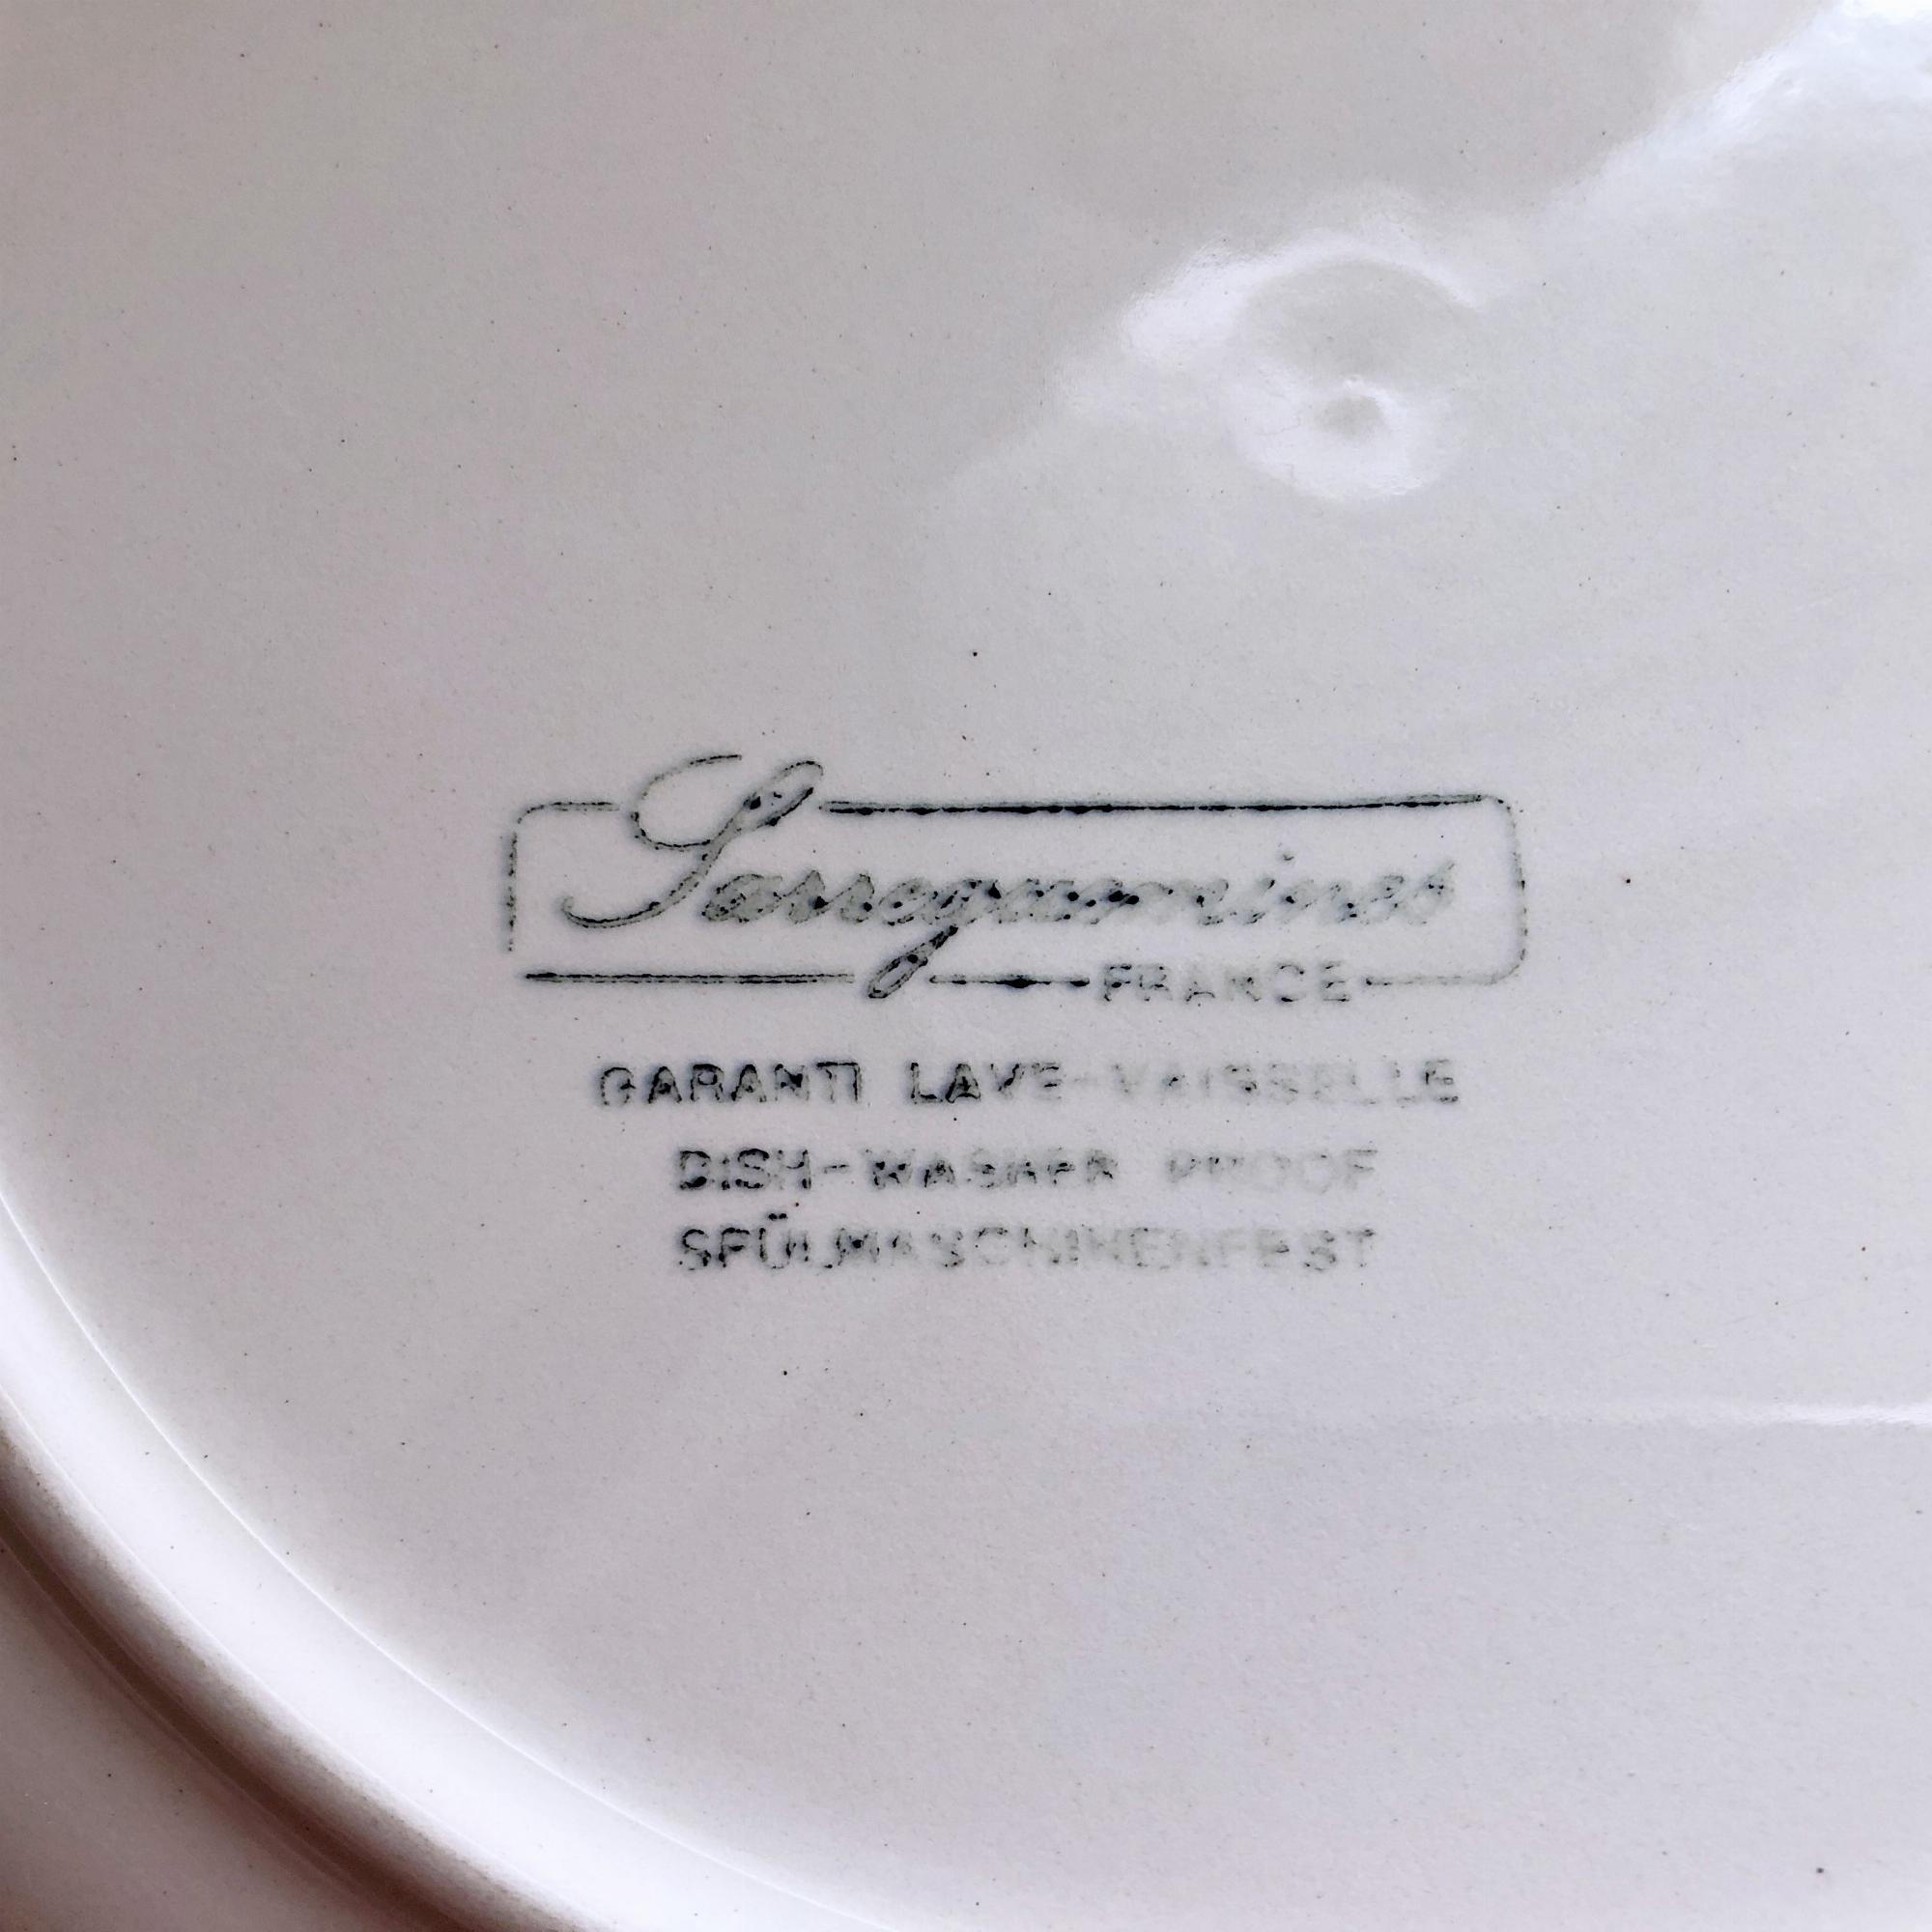 Sarreguemines
FRANCE
GARANTI LAVE-VAISSELLE
DISH-WASHER PROOF
SPÜLMASCHINENFEST